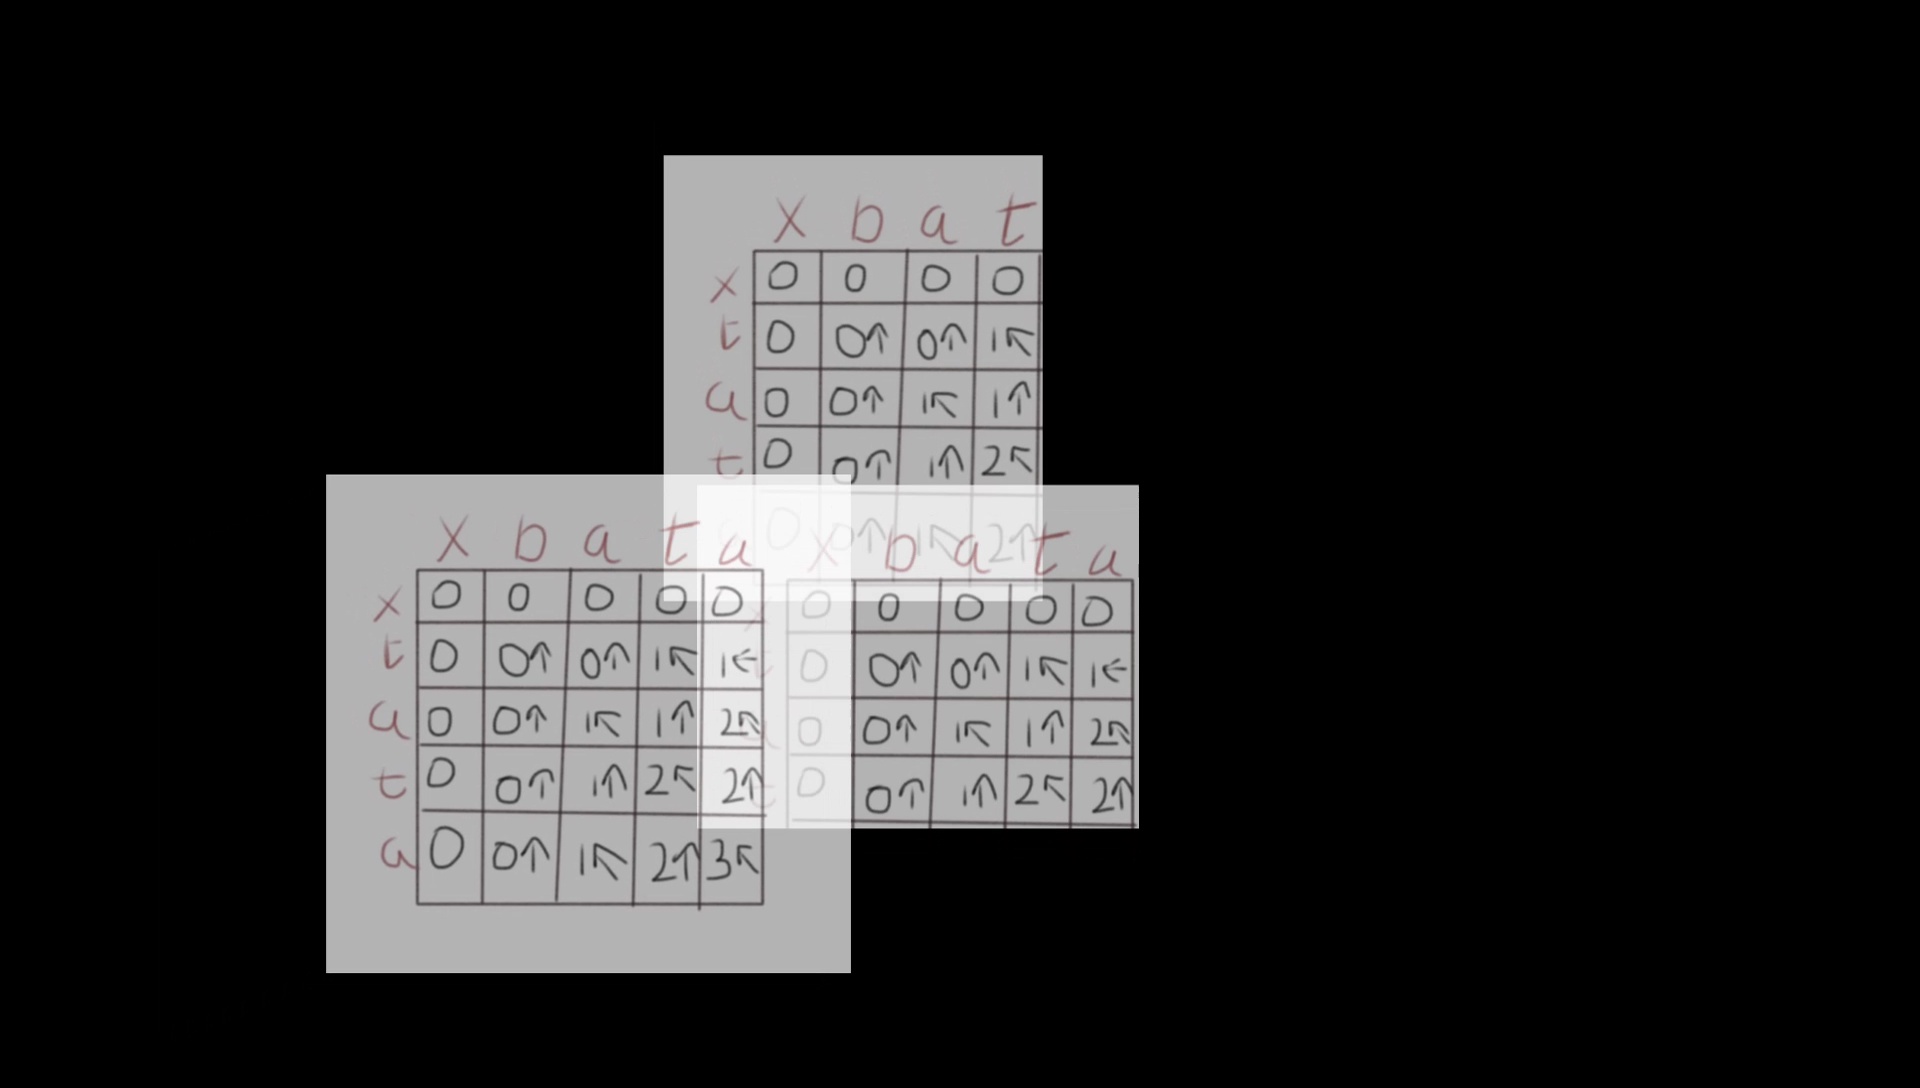 x b a t
x 0 0 0 0
t 0 0↑ 0↑ 1↖
a 0 0↑ 1↖ 1↑
t 0 0↑ 1↑ 2↖
0 0↑ 1↖ 2↑
x b a t a
x 0 0 0 0 0
t 0 0↑ 0↑ 1↖ 1←
a 0 0↑ 1↖ 1↑ 2↖
t 0 0↑ 1↑ 2↖ 2↑
a 0 0↑ 1↖ 2↑ 3↖
x b a t a
x 0 0 0 0 0
t 0 0↑ 0↑ 1↖ 1←
a 0 0↑ 1↖ 1↑ 2↖
t 0 0↑ 1↑ 2↖ 2↑